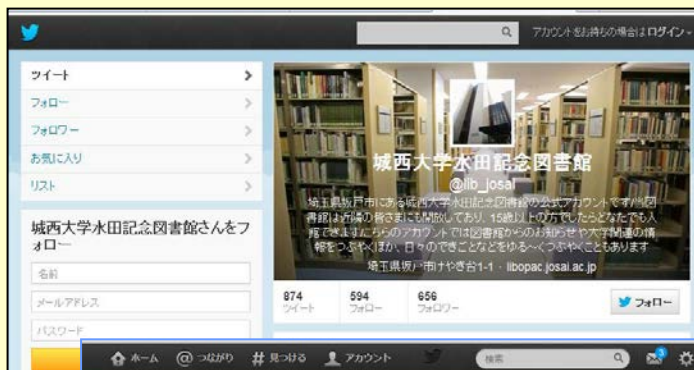 アカウントをお持ちの場合は ログイン
ツイート
フォロー
フォロワー
お気に入り
リスト
城西大学水田記念図書館さんをフ
ォロー
名前
メールアドレス
パスワード
城西大学水田記念図書館
@lib_josai
埼玉県坂戸市にある城西大学水田記念図書館の公式アカウントです
書館は近隣の皆さまにも開放しており、15歳以上の方でしたらどなたでも入
館できます。こちらのアカウントでは図書館からのお知らせや大学関連の情
報をつぶやくほか、日々のできごとなどをゆる~くつぶやくこともあります
埼玉県坂戸市けやき台1-1 · libopac.josai.ac.jp
874 594 656
ツイート フォロー フォロワー
フォロー
ホーム @つながり #見つける アカウント 検索 3